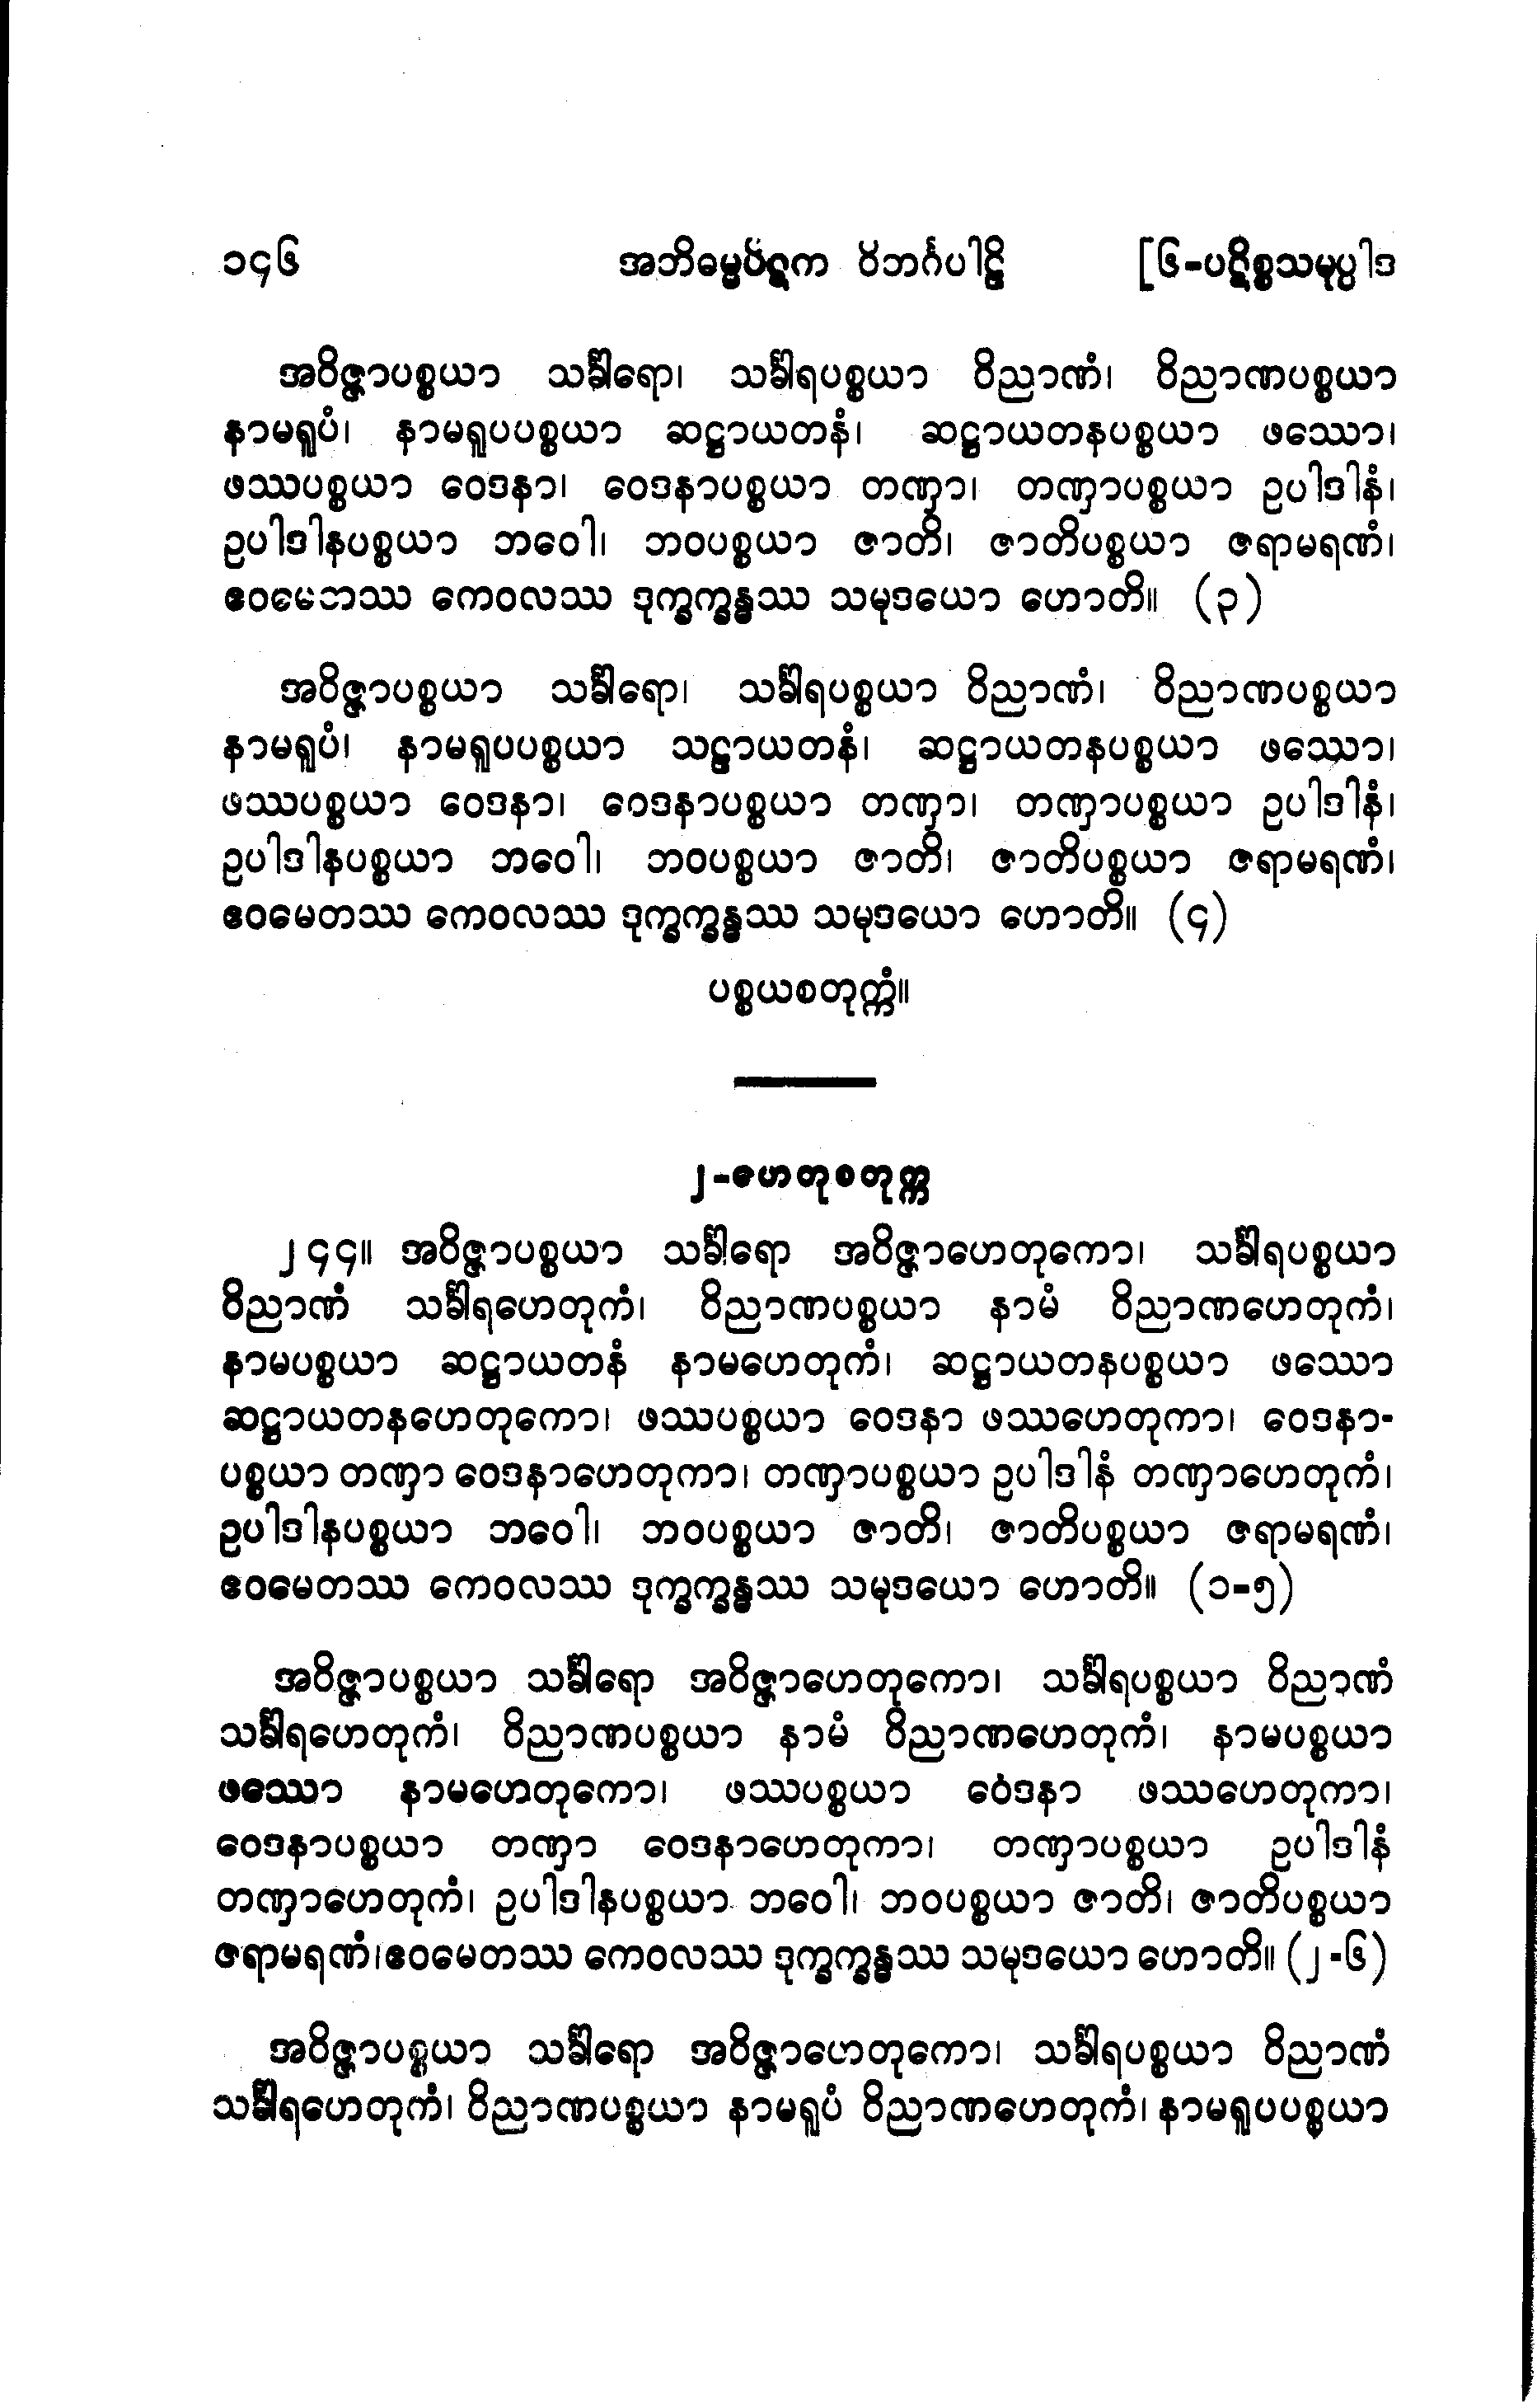 ၁၄၆ အဘိဓမ္မပိဋက ဝိဘင်္ဂပါဠိ [၆-ပဋိစ္စသမုပ္ပါဒ
အဝိဇ္ဇာပစ္စယာ သင်္ခါရော၊ သင်္ခါရပစ္စယာ ဝိညာဏံ၊ ဝိညာဏပစ္စယာ
နာမရူပံ၊ နာမရူပပစ္စယာ ဆဋ္ဌာယတနံ၊ ဆဋ္ဌာယတနပစ္စယာ ဖဿော၊
ဖဿပစ္စယာ ဝေဒနာ၊ ဝေဒနာပစ္စယာ တဏှာ၊ တဏှာပစ္စယာ ဥပါဒါနံ၊
ဥပါဒါနပစ္စယာ ဘဝေါ၊ ဘဝပစ္စယာ ဇာတိ၊ ဇာတိပစ္စယာ ဇရာမရဏံ၊
ဧဝမေတဿ ကေဝလဿ ဒုက္ခက္ခန္ဓဿ သမုဒယော ဟောတိ။ (၃)
အဝိဇ္ဇာပစ္စယာ သင်္ခါရော၊ သင်္ခါရပစ္စယာ ဝိညာဏံ၊ ဝိညာဏပစ္စယာ
နာမရူပံ၊ နာမရူပပစ္စယာ သဠာယတနံ၊ ဆဋ္ဌာယတနပစ္စယာ ဖဿော၊
ဖဿပစ္စယာ ဝေဒနာ၊ ဝေဒနာပစ္စယာ တဏှာ၊ တဏှာပစ္စယာ ဥပါဒါနံ၊
ဥပါဒါနပစ္စယာ ဘဝေါ၊ ဘဝပစ္စယာ ဇာတိ၊ ဇာတိပစ္စယာ ဇရာမရဏံ၊
ဧဝမေတဿ ကေဝလဿ ဒုက္ခက္ခန္ဓဿ သမုဒယော ဟောတိ။ (၄)
ပစ္စယစတုက္ကံ။
၂-ဟေတုစတုက္က
၂၄၄။ အဝိဇ္ဇာပစ္စယာ သင်္ခါရော အဝိဇ္ဇာဟေတုကော၊ သင်္ခါရပစ္စယာ
ဝိညာဏံ သင်္ခါရဟေတုကံ၊ ဝိညာဏပစ္စယာ နာမံ ဝိညာဏဟေတုကံ၊
နာမပစ္စယာ ဆဋ္ဌာယတနံ နာမဟေတုကံ၊ ဆဋ္ဌာယတနပစ္စယာ ဖဿော
ဆဋ္ဌာယတနဟေတုကော၊ ဖဿပစ္စယာ ဝေဒနာ ဖဿဟေတုကာ၊ ဝေဒနာ-
ပစ္စယာ တဏှာ ဝေဒနာဟေတုကာ၊ တဏှာပစ္စယာ ဥပါဒါနံ တဏှာဟေတုကံ၊
ဥပါဒါနပစ္စယာ ဘဝေါ၊ ဘဝပစ္စယာ ဇာတိ၊ ဇာတိပစ္စယာ ဇရာမရဏံ၊
ဧဝမေတဿ ကေဝလဿ ဒုက္ခက္ခန္ဓဿ သမုဒယော ဟောတိ။ (၁-၅)
အဝိဇ္ဇာပစ္စယာ သင်္ခါရော အဝိဇ္ဇာဟေတုကော၊ သင်္ခါရပစ္စယာ ဝိညာဏံ
သင်္ခါရဟေတုကံ၊ ဝိညာဏပစ္စယာ နာမံ ဝိညာဏဟေတုကံ၊ နာမပစ္စယာ
ဖဿော နာမဟေတုကော၊ ဖဿပစ္စယာ ဝေဒနာ ဖဿဟေတုကာ၊
ဝေဒနာပစ္စယာ တဏှာ ဝေဒနာဟေတုကာ၊ တဏှာပစ္စယာ ဥပါဒါနံ
တဏှာဟေတုကံ၊ ဥပါဒါနပစ္စယာ ဘဝေါ၊ ဘဝပစ္စယာ ဇာတိ၊ ဇာတိပစ္စယာ
ဇရာမရဏံ၊ဧဝမေတဿ ကေဝလဿ ဒုက္ခက္ခန္ဓဿ သမုဒယော ဟောတိ။ (၂-၆)
အဝိဇ္ဇာပစ္စယာ သင်္ခါရော အဝိဇ္ဇာဟေတုကော၊ သင်္ခါရပစ္စယာ ဝိညာဏံ
သင်္ခါရဟေတုကံ၊ ဝိညာဏပစ္စယာ နာမရူပံ ဝိညာဏဟေတုကံ၊ နာမရူပပစ္စယာ